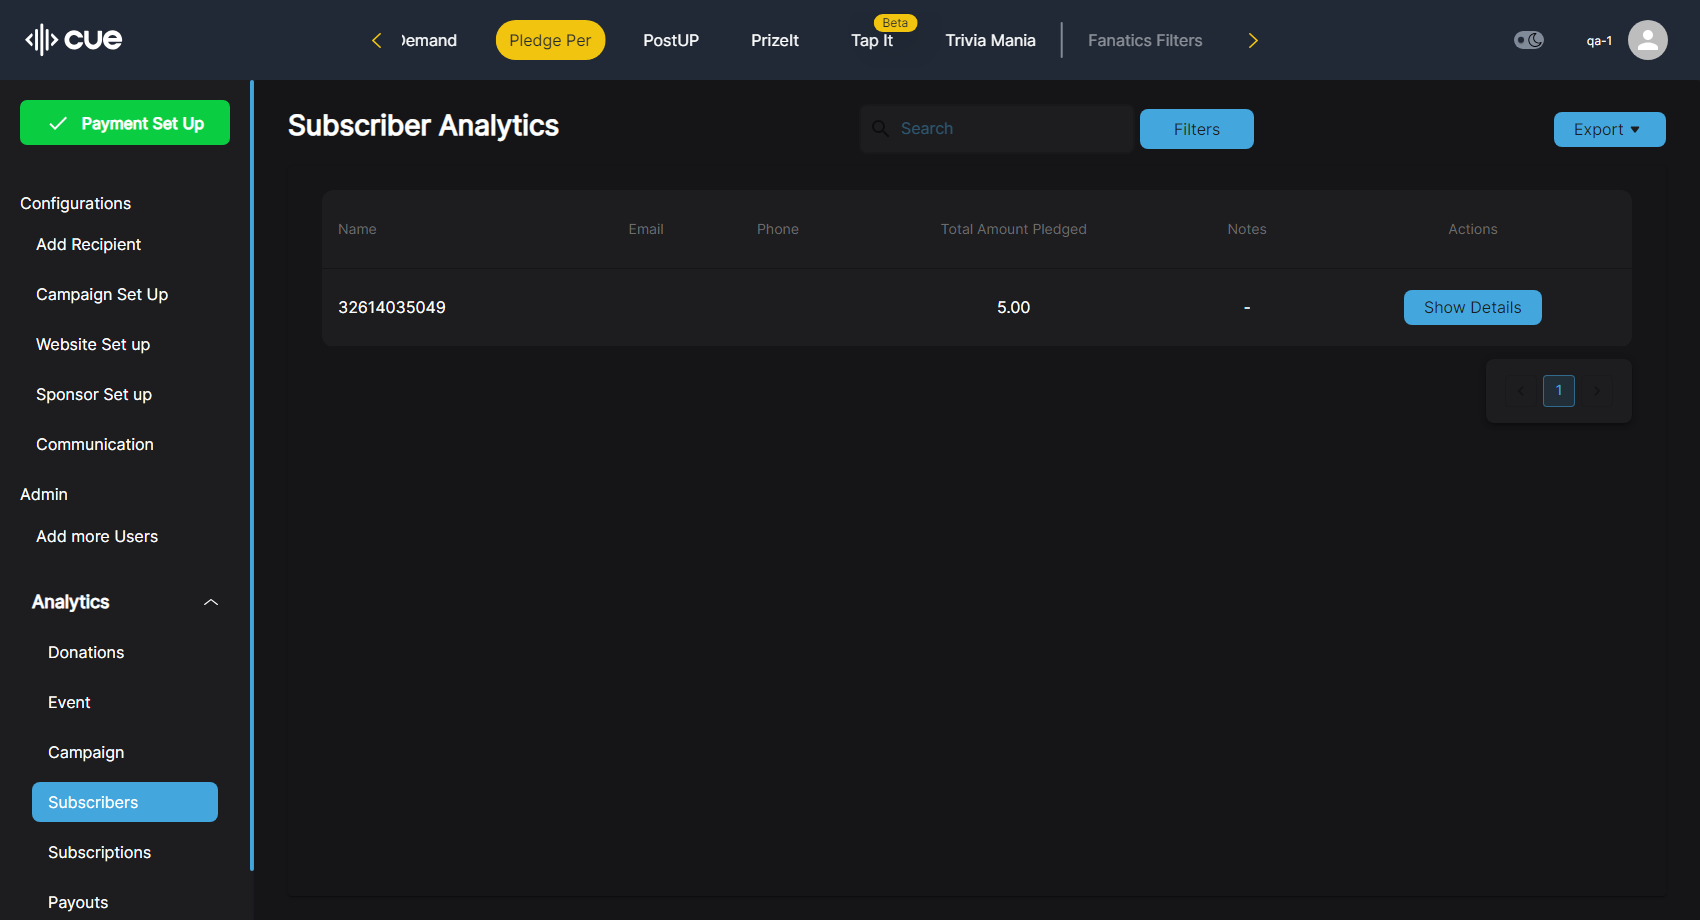 cue
Demand
Pledge Per
PostUP
PrizeIt
Beta
Tap It
Trivia Mania
Fanatics Filters
qa-1
Payment Set Up
Configurations
Add Recipient
Campaign Set Up
Website Set up
Sponsor Set up
Communication
Admin
Add more Users
Analytics
Donations
Event
Campaign
Subscribers
Subscriptions
Payouts
Subscriber Analytics
Search
Filters
Export
Name Email Phone Total Amount Pledged Notes Actions
32614035049 5.00 - Show Details
1